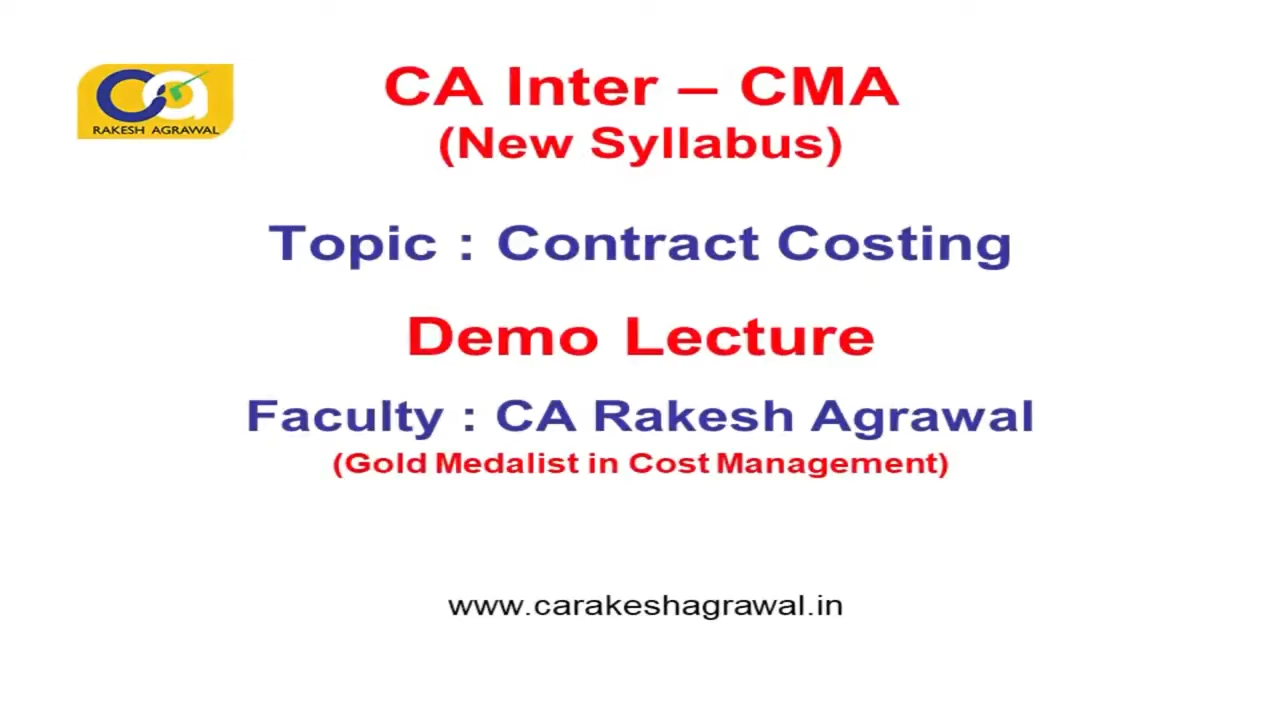 CA Inter – CMA
(New Syllabus)
ca
RAKESH AGRAWAL
Topic : Contract Costing
Demo Lecture
Faculty : CA Rakesh Agrawal
(Gold Medalist in Cost Management)
www.carakeshagrawal.in